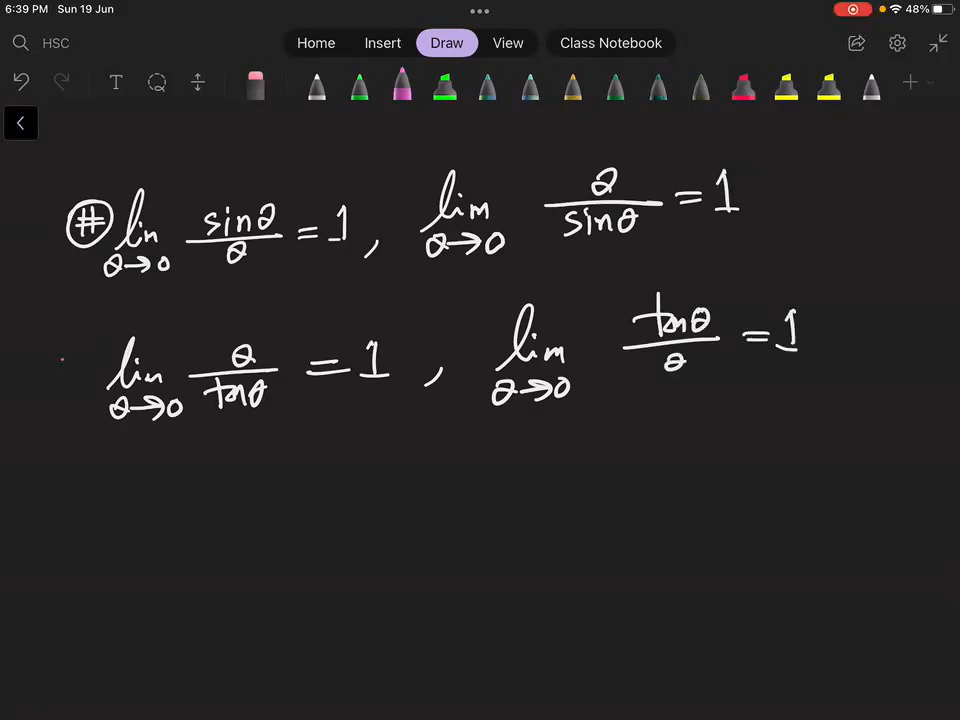 6:39 PM Sun 19 Jun 48%
HSC Home Insert Draw View Class Notebook
T
# lim θ→0 sinθ/θ = 1, lim θ→0 θ/sinθ = 1
lim θ→0 θ/tanθ = 1, lim θ→0 tanθ/θ = 1